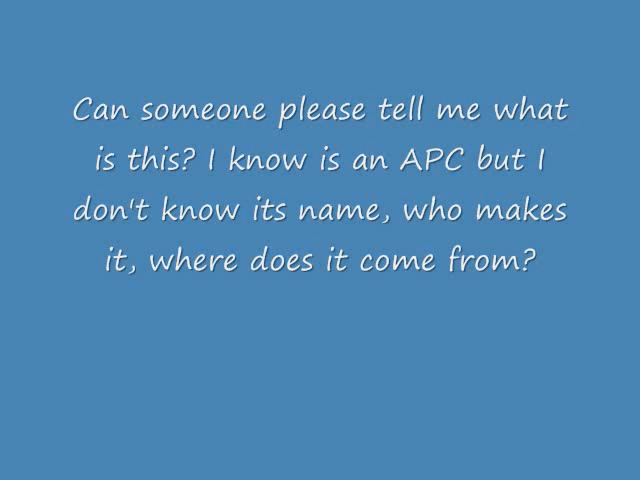 Can someone please tell me what
is this? I know is an APC but I
don't know its name, who makes
it, where does it come from?